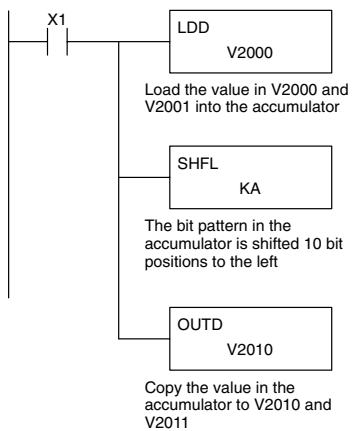 X1
LDD
V2000
Load the value in V2000 and
V2001 into the accumulator
SHFL
KA
The bit pattern in the
accumulator is shifted 10 bit
positions to the left
OUTD
V2010
Copy the value in the
accumulator to V2010 and
V2011